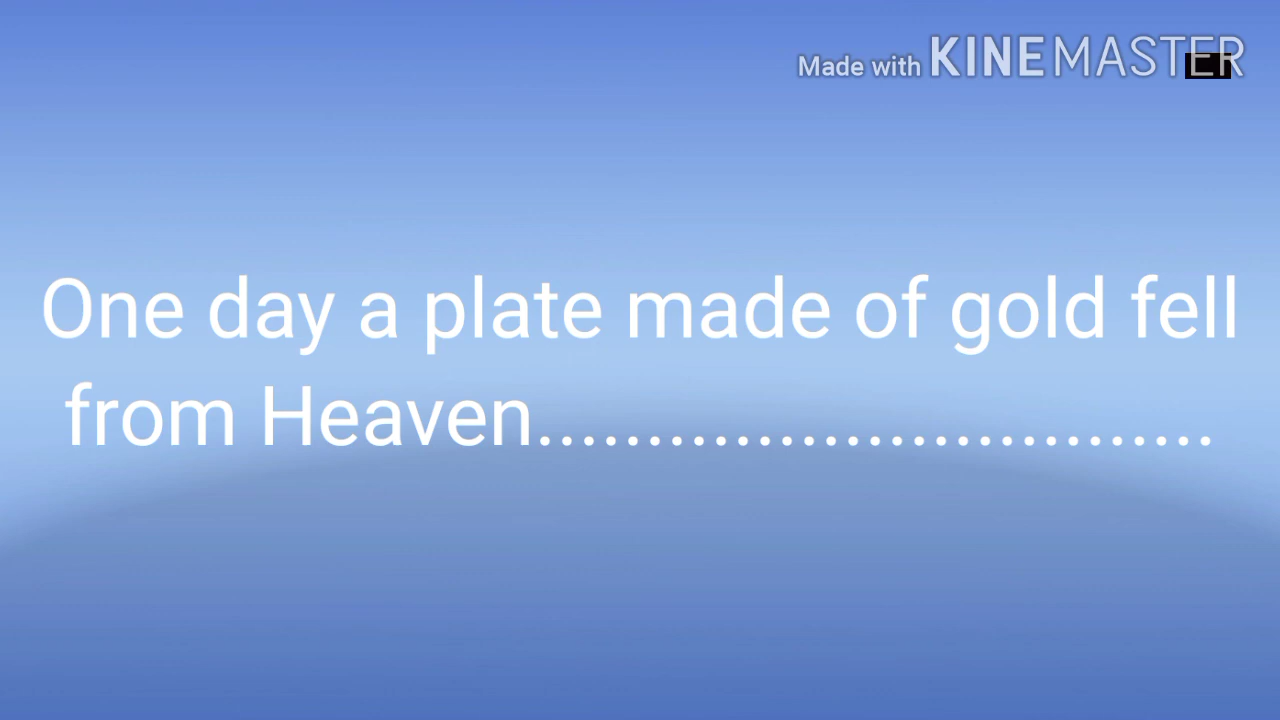 Made with KINEMASTER
One day a plate made of gold fell
from Heaven...............................